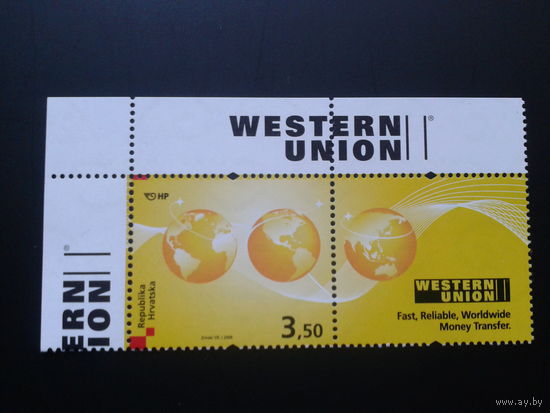 WESTERN
UNION ®
HP
Republika
Hrvatska
3,50
WESTERN
UNION
Fast, Reliable, Worldwide
Money Transfer.
ERN
ION ®
www.ay.by